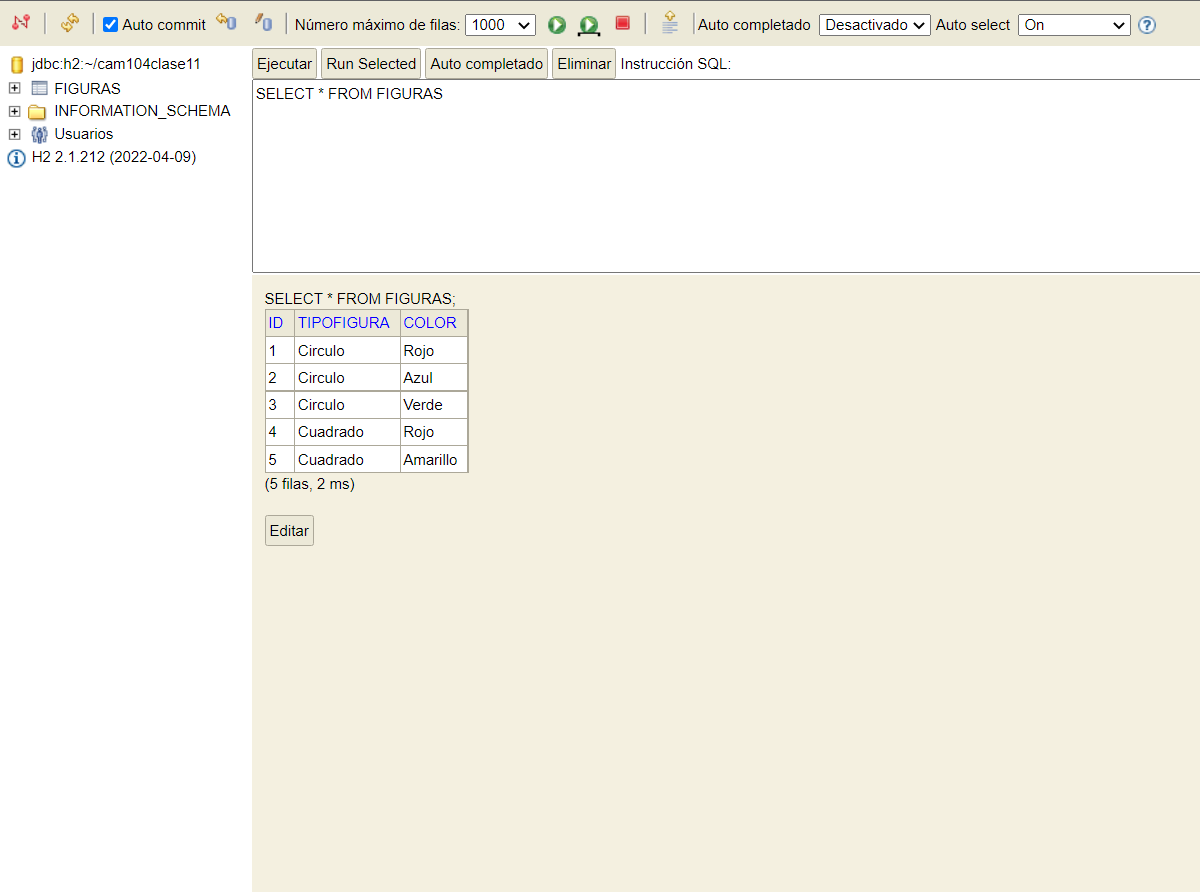 Auto commit Número máximo de filas: 1000 Auto completado Desactivado Auto select On
jdbc:h2:~/cam104clase11
FIGURAS
INFORMATION_SCHEMA
Usuarios
H2 2.1.212 (2022-04-09)
Ejecutar Run Selected Auto completado Eliminar Instrucción SQL:
SELECT * FROM FIGURAS
SELECT * FROM FIGURAS;
ID TIPOFIGURA COLOR
1 Circulo Rojo
2 Circulo Azul
3 Circulo Verde
4 Cuadrado Rojo
5 Cuadrado Amarillo
(5 filas, 2 ms)
Editar